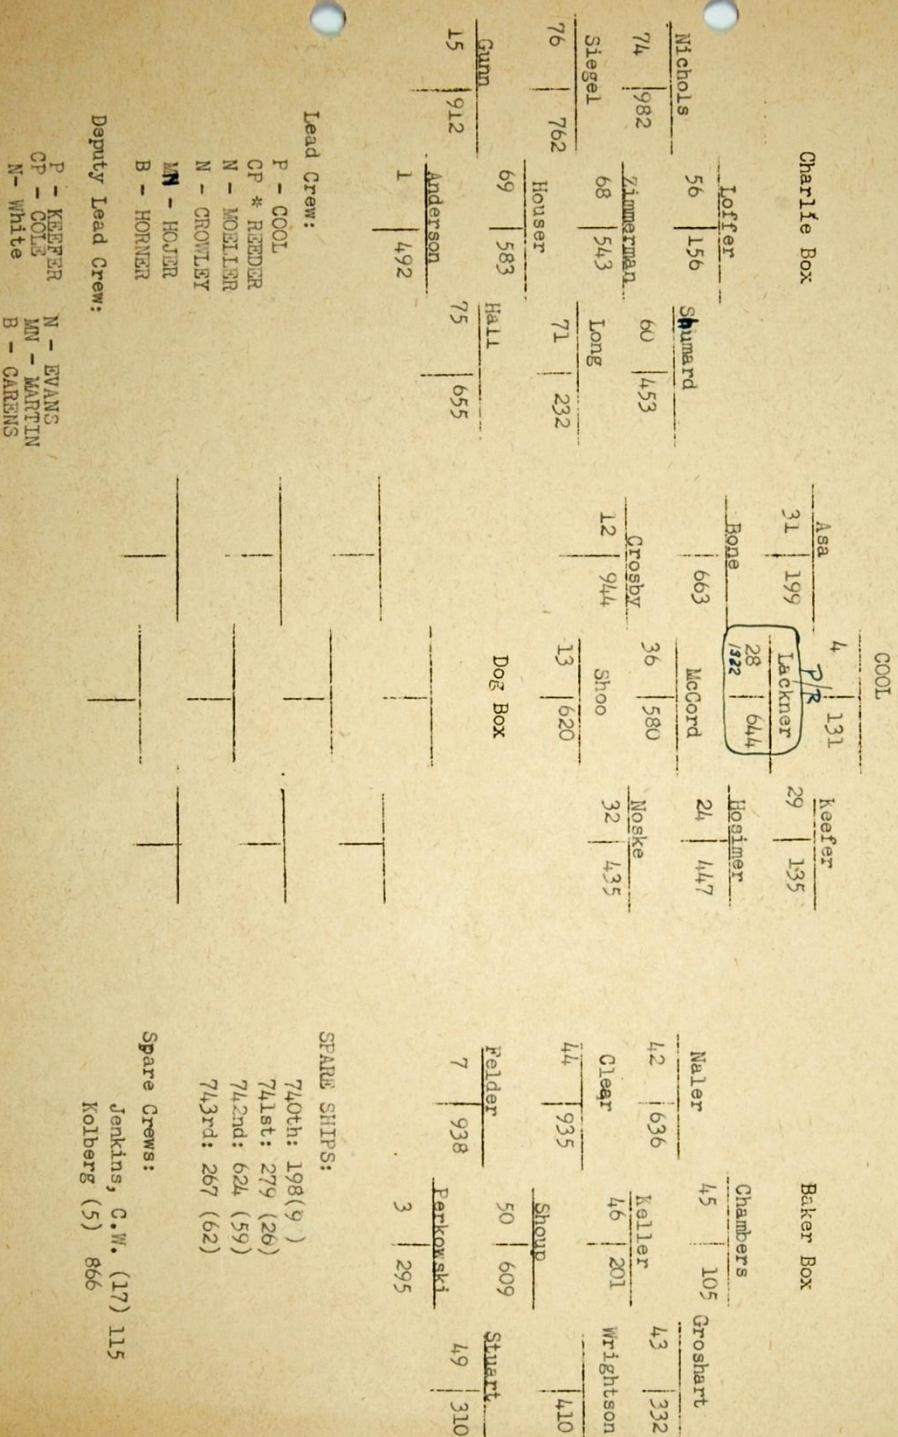 COOL
4 131
P/R
Asa
31 199
Lackner
28 644
1322
Keefer
29 135
Bone
663
McCord
36 580
Hosimer
24 447
Crosby
12 944
Shoo
13 620
Noske
32 435
Charlie Box
Loffer
56 156
Nichols
74 982
Shumard
60 453
Zimmerman
68 543
Siegel
76 762
Long
71 232
Houser
69 583
Gunn
15 912
Hall
75 655
Anderson
1 492
Baker Box
Chambers
45 105
Naler
42 636
Groshart
43 332
Keller
46 201
Clear
44 935
Wrightson
410
Shoup
50 609
Felder
7 938
Stuart
49 310
Perkowski
3 295
Dog Box
Lead Crew:
P - COOL
CP * REEDER
N - MOELLER
N - CROWLEY
MN - HOJER
B - HORNER
Deputy Lead Crew:
P - KEEFER N - EVANS
CP - COLE MN - MARTIN
N- White B - CARENS
SPARE SHIPS:
740th: 198(9 )
741st: 279 (26)
742nd: 624 (59)
743rd: 267 (62)
Spare Crews:
Jenkins, C.W. (17) 115
Kolberg (5) 866